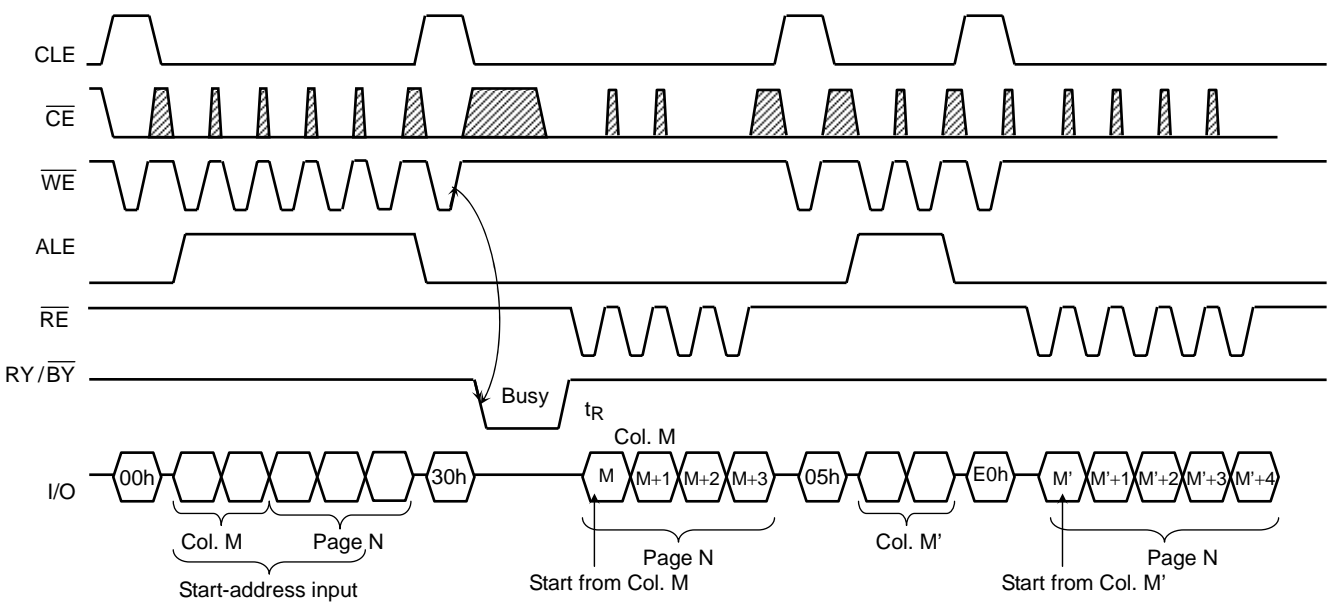 CLE
CE
WE
ALE
RE
RY/BY
Busy
tR
Col. M
I/O
00h
30h
M
M+1
M+2
M+3
05h
E0h
M'
M'+1
M'+2
M'+3
M'+4
Col. M
Page N
Start-address input
Page N
Start from Col. M
Col. M'
Page N
Start from Col. M'